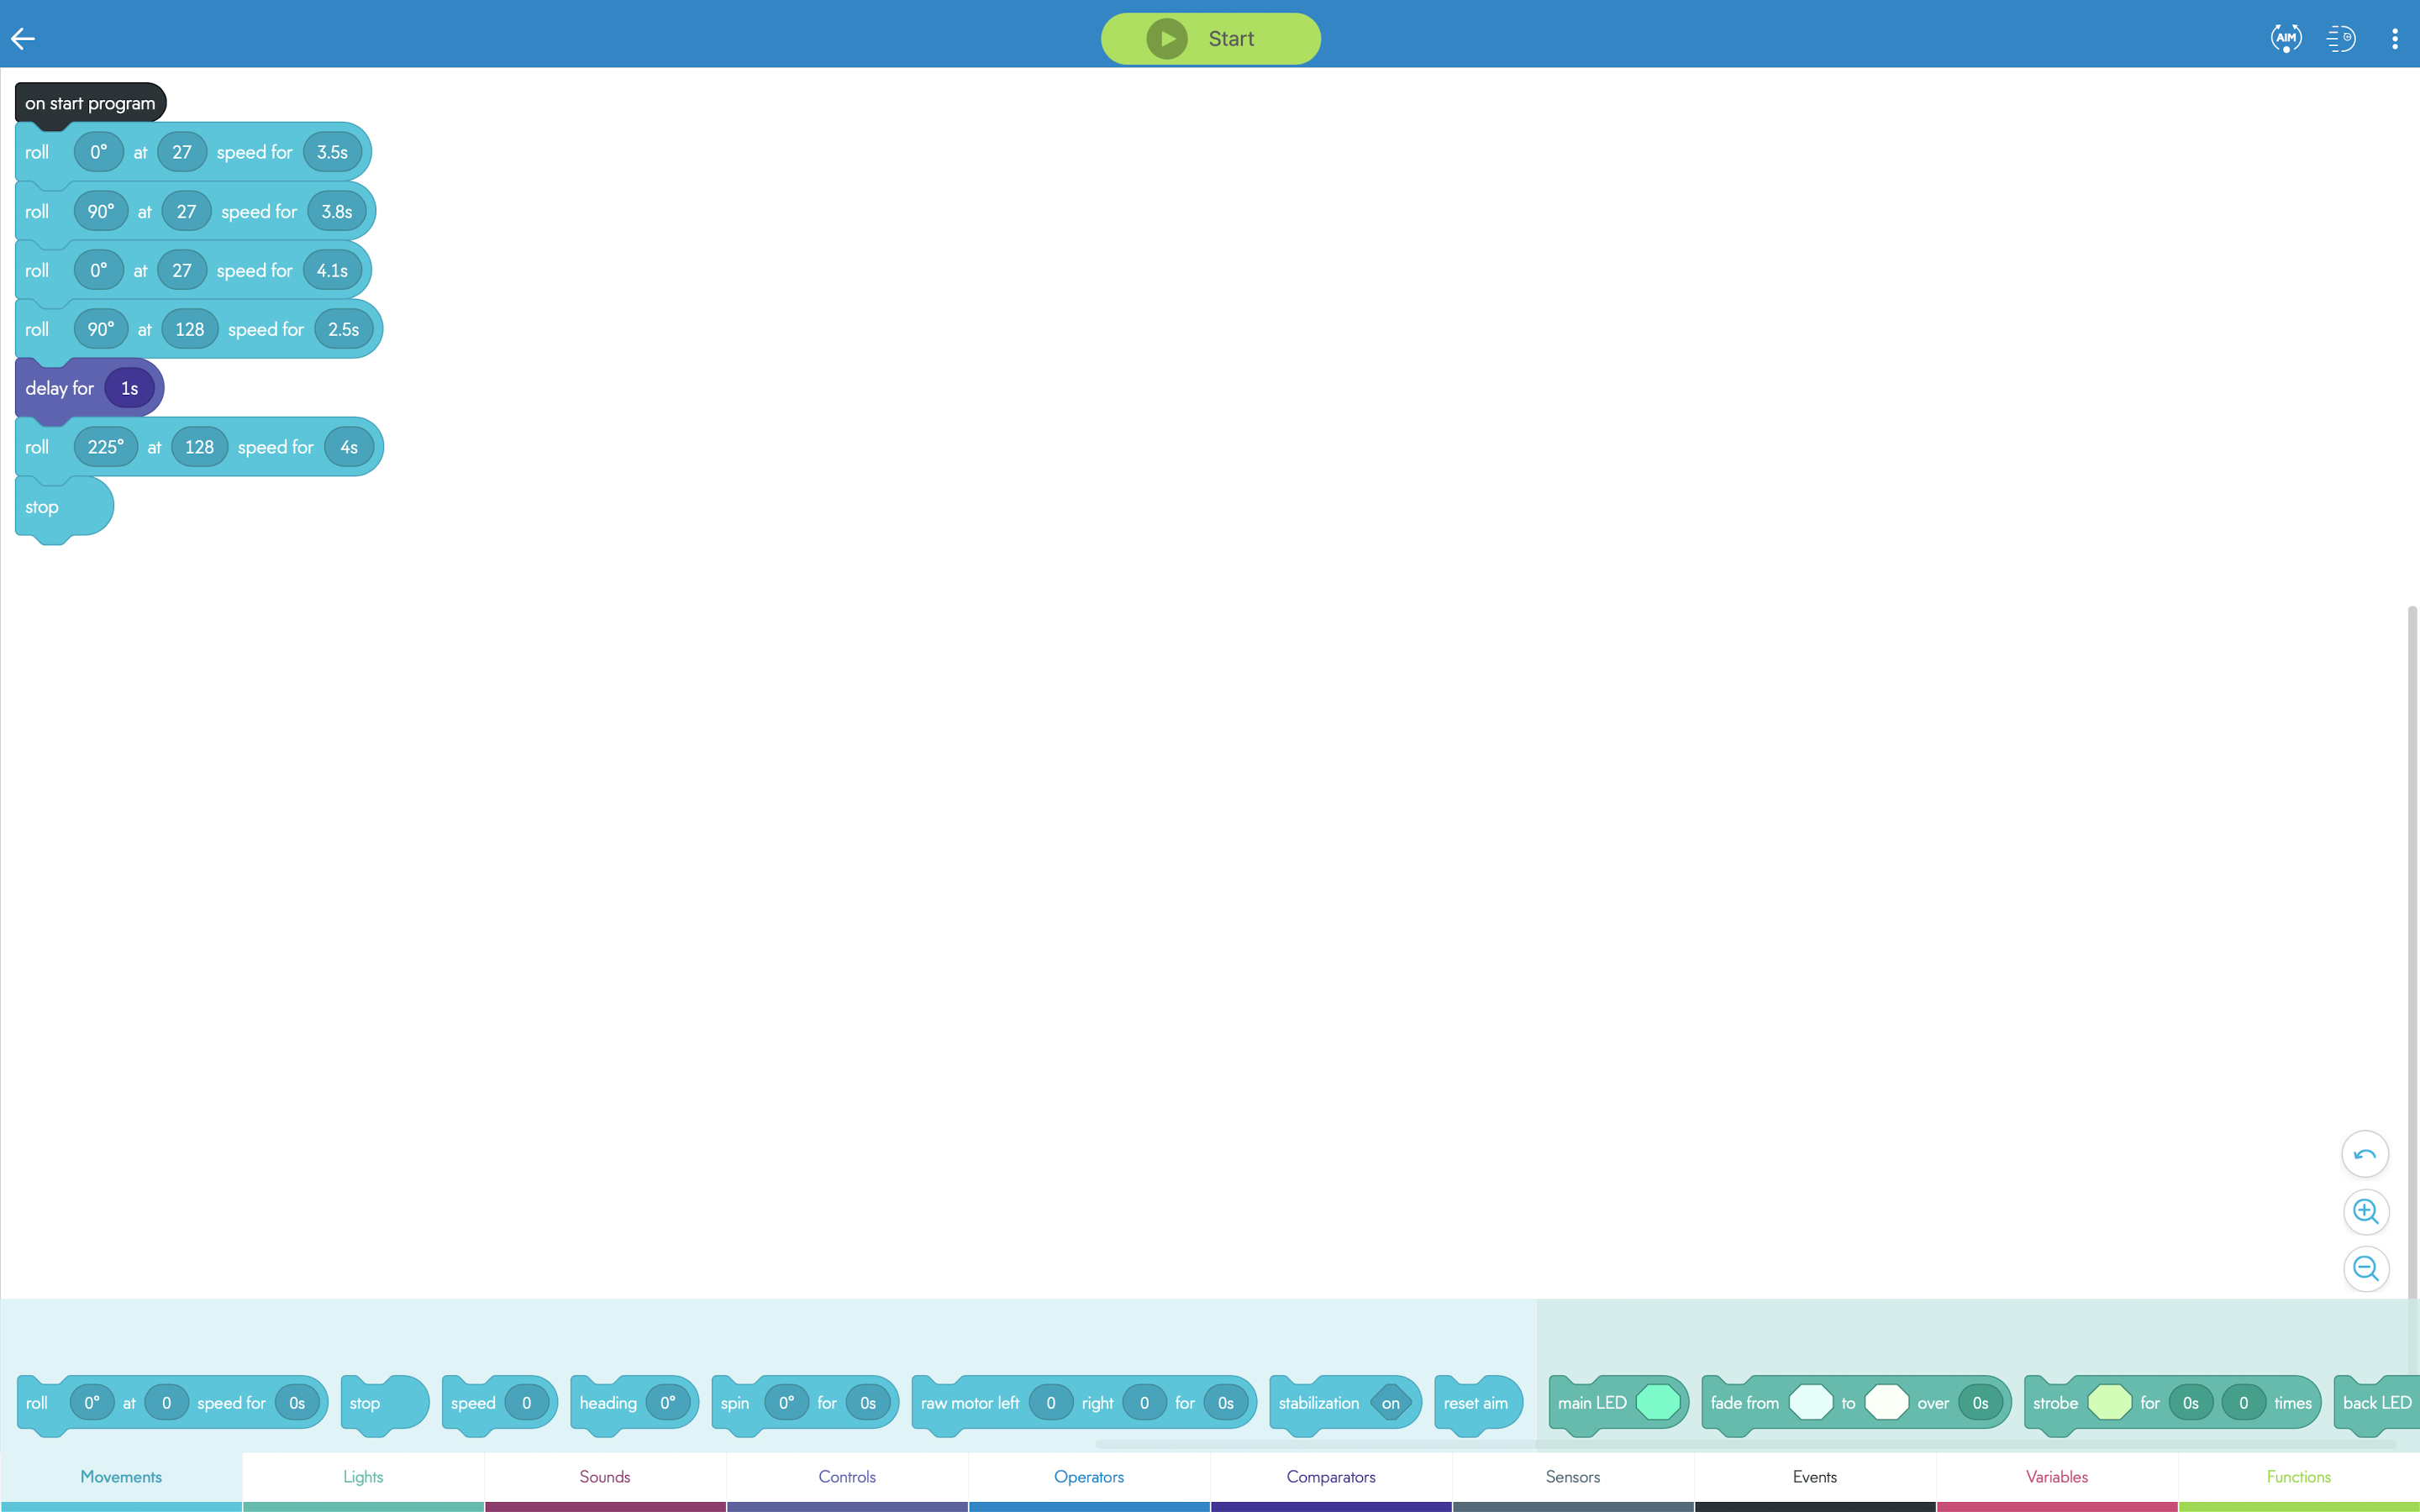 Start
AIM
on start program
roll 0° at 27 speed for 3.5s
roll 90° at 27 speed for 3.8s
roll 0° at 27 speed for 4.1s
roll 90° at 128 speed for 2.5s
delay for 1s
roll 225° at 128 speed for 4s
stop
roll 0° at 0 speed for 0s stop speed 0 heading 0° spin 0° for 0s raw motor left 0 right 0 for 0s stabilization on reset aim main LED fade from to over 0s strobe for 0s 0 times back LED
Movements Lights Sounds Controls Operators Comparators Sensors Events Variables Functions